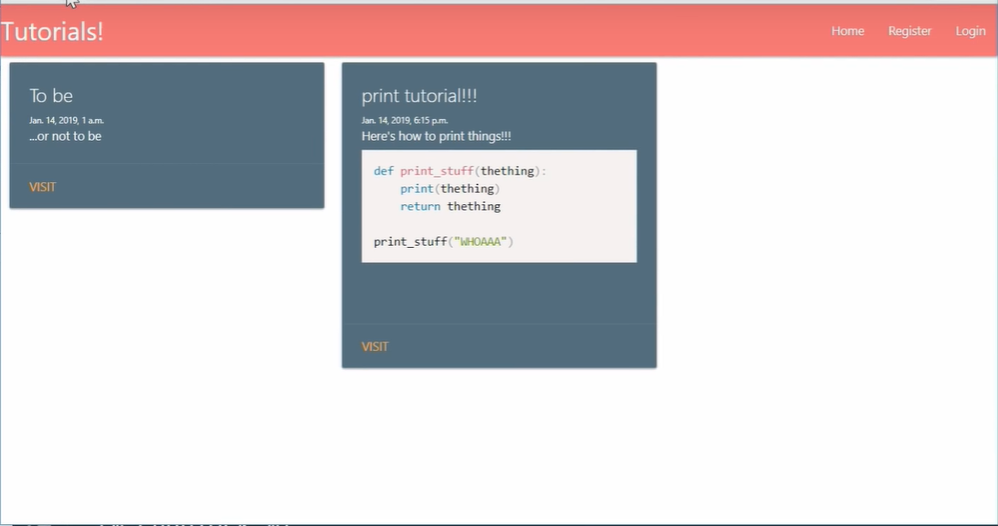 Tutorials!
Home Register Login
To be
Jan. 14, 2019, 1 a.m.
...or not to be
VISIT
print tutorial!!!
Jan. 14, 2019, 6:15 p.m.
Here's how to print things!!!
def print_stuff(thething):
    print(thething)
    return thething
print_stuff("WHOAAA")
VISIT